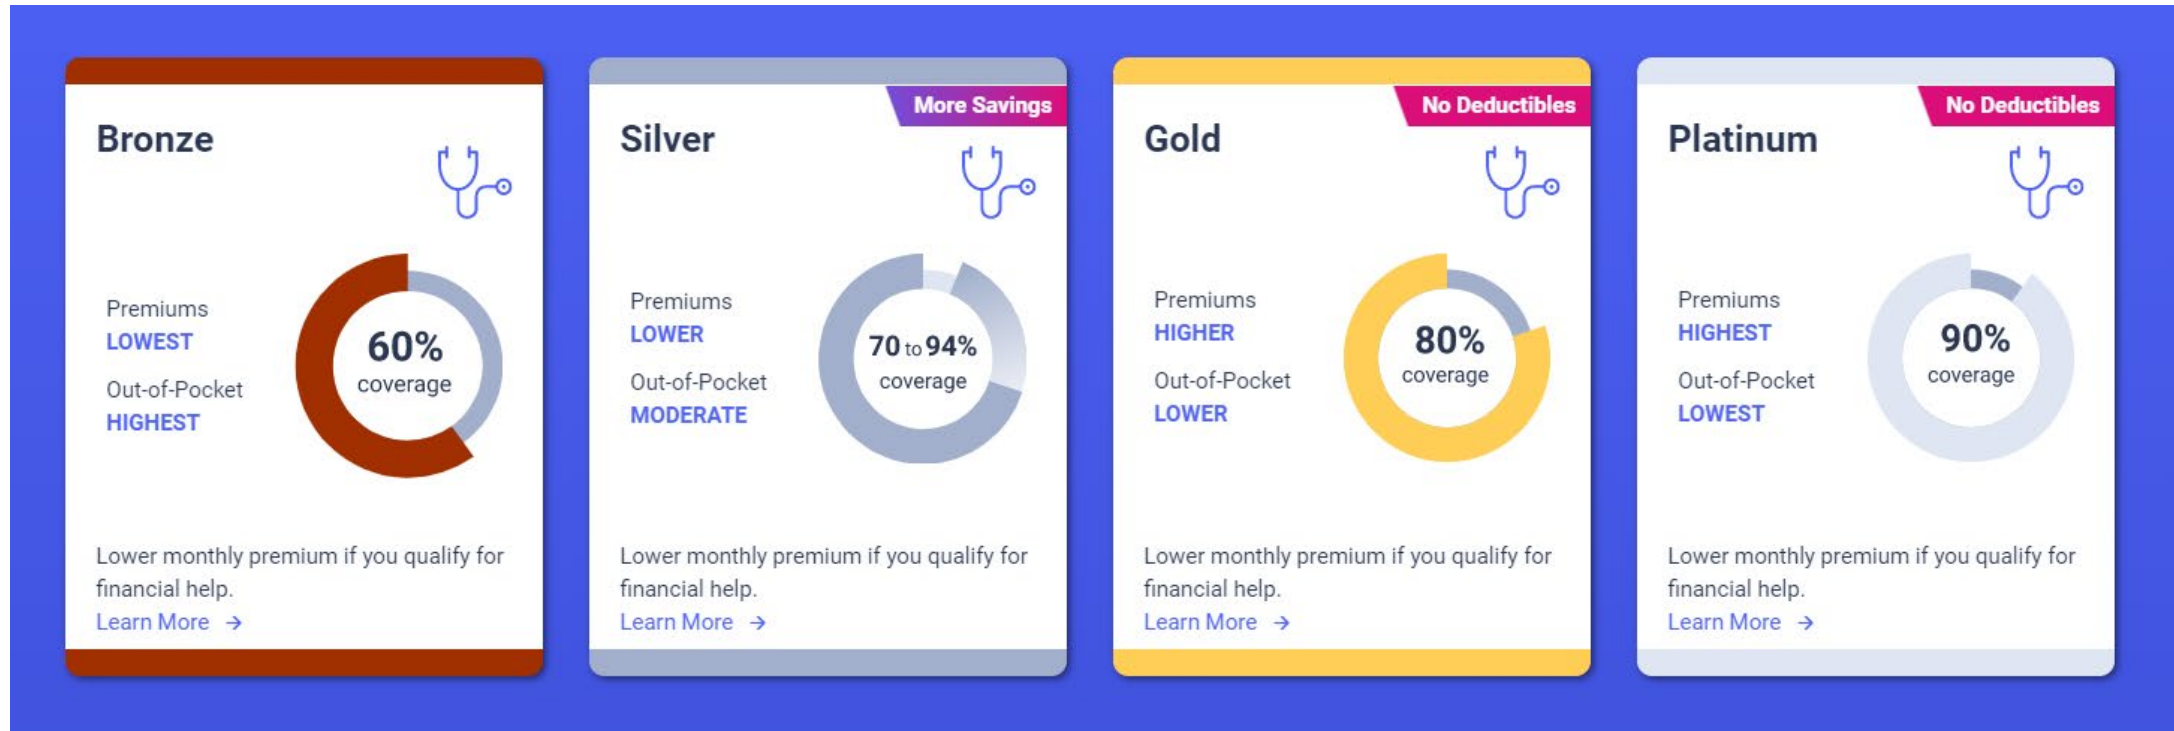 Bronze
Premiums
LOWEST
Out-of-Pocket
HIGHEST
60%
coverage
Lower monthly premium if you qualify for
financial help.
Learn More →
More Savings
Silver
Premiums
LOWER
Out-of-Pocket
MODERATE
70 to 94%
coverage
Lower monthly premium if you qualify for
financial help.
Learn More →
No Deductibles
Gold
Premiums
HIGHER
Out-of-Pocket
LOWER
80%
coverage
Lower monthly premium if you qualify for
financial help.
Learn More →
No Deductibles
Platinum
Premiums
HIGHEST
Out-of-Pocket
LOWEST
90%
coverage
Lower monthly premium if you qualify for
financial help.
Learn More →